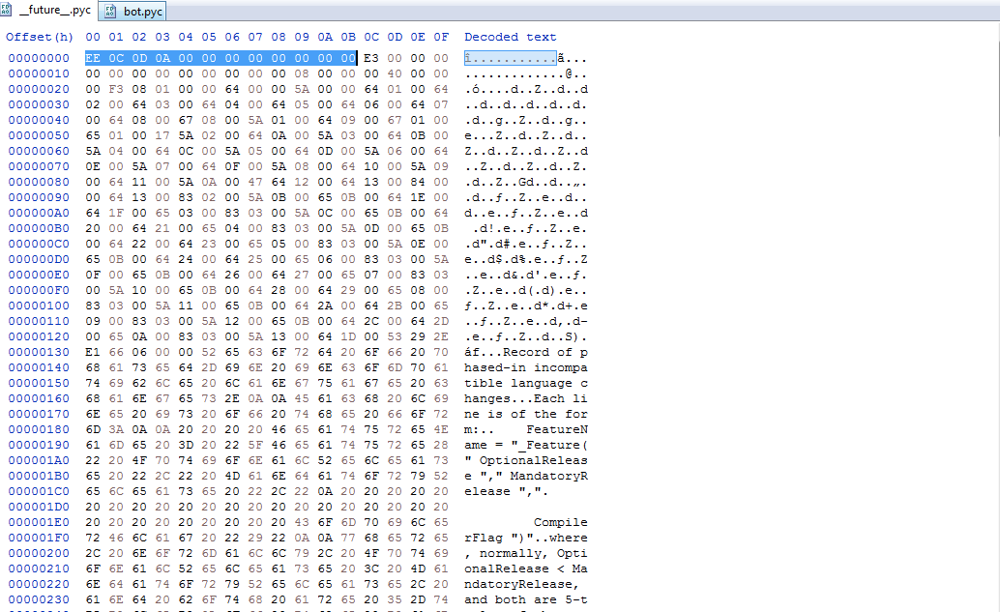 __future__.pyc bot.pyc
Offset(h) 00 01 02 03 04 05 06 07 08 09 0A 0B 0C 0D 0E 0F Decoded text
00000000 EE 0C 0D 0A 00 00 00 00 00 00 00 00 E3 00 00 00 î...........ã...
00000010 00 00 00 00 00 00 00 00 00 08 00 00 00 40 00 00 .............@..
00000020 00 F3 08 01 00 00 64 00 00 5A 00 00 64 01 00 64 .ó....d..Z..d..d
00000030 02 00 64 03 00 64 04 00 64 05 00 64 06 00 64 07 ..d..d..d..d..d.
00000040 00 64 08 00 67 08 00 5A 01 00 64 09 00 67 01 00 .d..g..Z..d..g..
00000050 65 01 00 17 5A 02 00 64 0A 00 5A 03 00 64 0B 00 e...Z..d..Z..d..
00000060 5A 04 00 64 0C 00 5A 05 00 64 0D 00 5A 06 00 64 Z..d..Z..d..Z..d
00000070 0E 00 5A 07 00 64 0F 00 5A 08 00 64 10 00 5A 09 ..Z..d..Z..d..Z.
00000080 00 64 11 00 5A 0A 00 47 64 12 00 64 13 00 84 00 .d..Z..Gd..d..„.
00000090 00 64 13 00 83 02 00 5A 0B 00 65 0B 00 64 1E 00 .d..ƒ..Z..e..d..
000000A0 64 1F 00 65 03 00 83 03 00 5A 0C 00 65 0B 00 64 d..e..ƒ..Z..e..d
000000B0 20 00 64 21 00 65 04 00 83 03 00 5A 0D 00 65 0B  .d!.e..ƒ..Z..e.
000000C0 00 64 22 00 64 23 00 65 05 00 83 03 00 5A 0E 00 .d".d#.e..ƒ..Z..
000000D0 65 0B 00 64 24 00 64 25 00 65 06 00 83 03 00 5A e..d$.d%.e..ƒ..Z
000000E0 0F 00 65 0B 00 64 26 00 64 27 00 65 07 00 83 03 ..e..d&.d'.e..ƒ.
000000F0 00 5A 10 00 65 0B 00 64 28 00 64 29 00 65 08 00 .Z..e..d(.d).e..
00000100 83 03 00 5A 11 00 65 0B 00 64 2A 00 64 2B 00 65 ƒ..Z..e..d*.d+.e
00000110 09 00 83 03 00 5A 12 00 65 0B 00 64 2C 00 64 2D ..ƒ..Z..e..d,.d-
00000120 00 65 0A 00 83 03 00 5A 13 00 64 1D 00 53 29 2E .e..ƒ..Z..d..S).
00000130 E1 66 06 00 00 52 65 63 6F 72 64 20 6F 66 20 70 áf...Record of p
00000140 68 61 73 65 64 2D 69 6E 20 69 6E 63 6F 6D 70 61 hased-in incompa
00000150 74 69 62 6C 65 20 6C 61 6E 67 75 61 67 65 20 63 tible language c
00000160 68 61 6E 67 65 73 2E 0A 0A 45 61 63 68 20 6C 69 hanges...Each li
00000170 6E 65 20 69 73 20 6F 66 20 74 68 65 20 66 6F 72 ne is of the for
00000180 6D 3A 0A 0A 20 20 20 20 46 65 61 74 75 72 65 4E m:..    FeatureN
00000190 61 6D 65 20 3D 20 22 5F 46 65 61 74 75 72 65 28 ame = "_Feature(
000001A0 22 20 4F 70 74 69 6F 6E 61 6C 52 65 6C 65 61 73 " OptionalReleas
000001B0 65 20 22 2C 22 20 4D 61 6E 64 61 74 6F 72 79 52 e "," MandatoryR
000001C0 65 6C 65 61 73 65 20 22 2C 22 0A 20 20 20 20 20 elease ",".
000001D0 20 20 20 20 20 20 20 20 20 20 20 20 20 20 20 20
000001E0 20 20 20 20 20 20 20 20 20 43 6F 6D 70 69 6C 65          Compile
000001F0 72 46 6C 61 67 20 22 29 22 0A 0A 77 68 65 72 65 rFlag ")"..where
00000200 2C 20 6E 6F 72 6D 61 6C 6C 79 2C 20 4F 70 74 69 , normally, Opti
00000210 6F 6E 61 6C 52 65 6C 65 61 73 65 20 3C 20 4D 61 onalRelease < Ma
00000220 6E 64 61 74 6F 72 79 52 65 6C 65 61 73 65 2C 20 ndatoryRelease,
00000230 61 6E 64 20 62 6F 74 68 20 61 72 65 20 35 2D 74 and both are 5-t